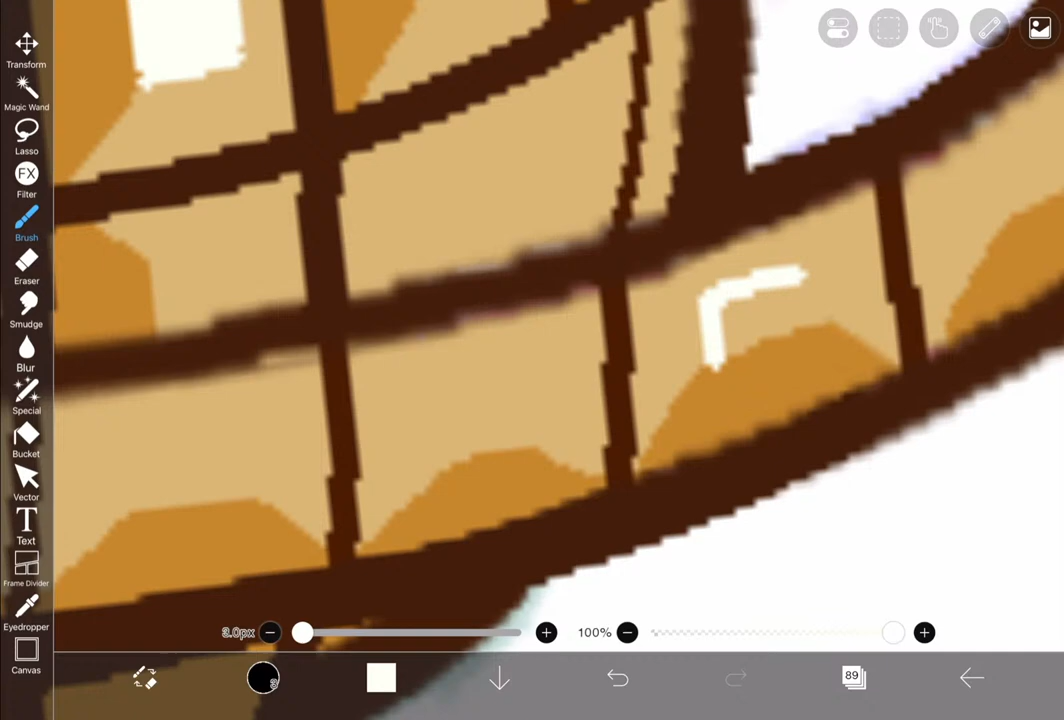 Transform
Magic Wand
Lasso
FX
Filter
Brush
Eraser
Smudge
Blur
Special
Bucket
Vector
T
Text
Frame Divider
Eyedropper
Canvas
3.0px
100%
3
89